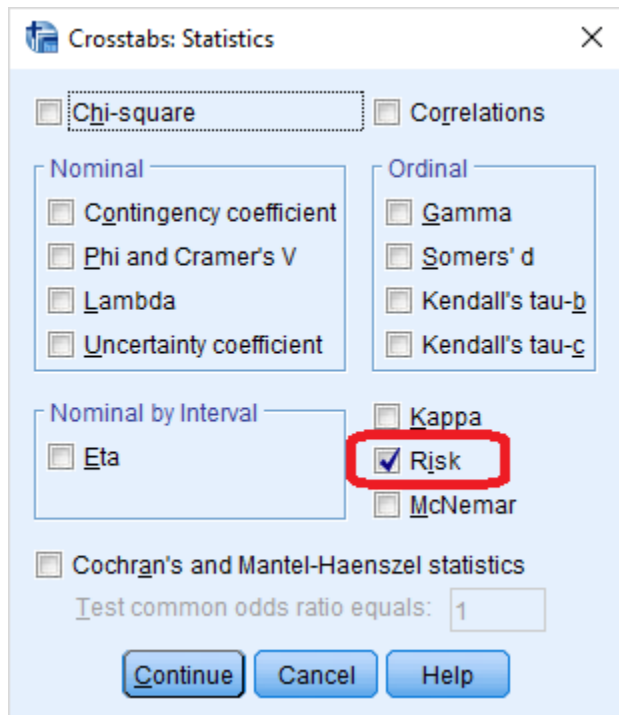 Crosstabs: Statistics
Chi-square
Correlations
Nominal
Contingency coefficient
Phi and Cramer's V
Lambda
Uncertainty coefficient
Ordinal
Gamma
Somers' d
Kendall's tau-b
Kendall's tau-c
Nominal by Interval
Eta
Kappa
Risk
McNemar
Cochran's and Mantel-Haenszel statistics
Test common odds ratio equals: 1
Continue Cancel Help